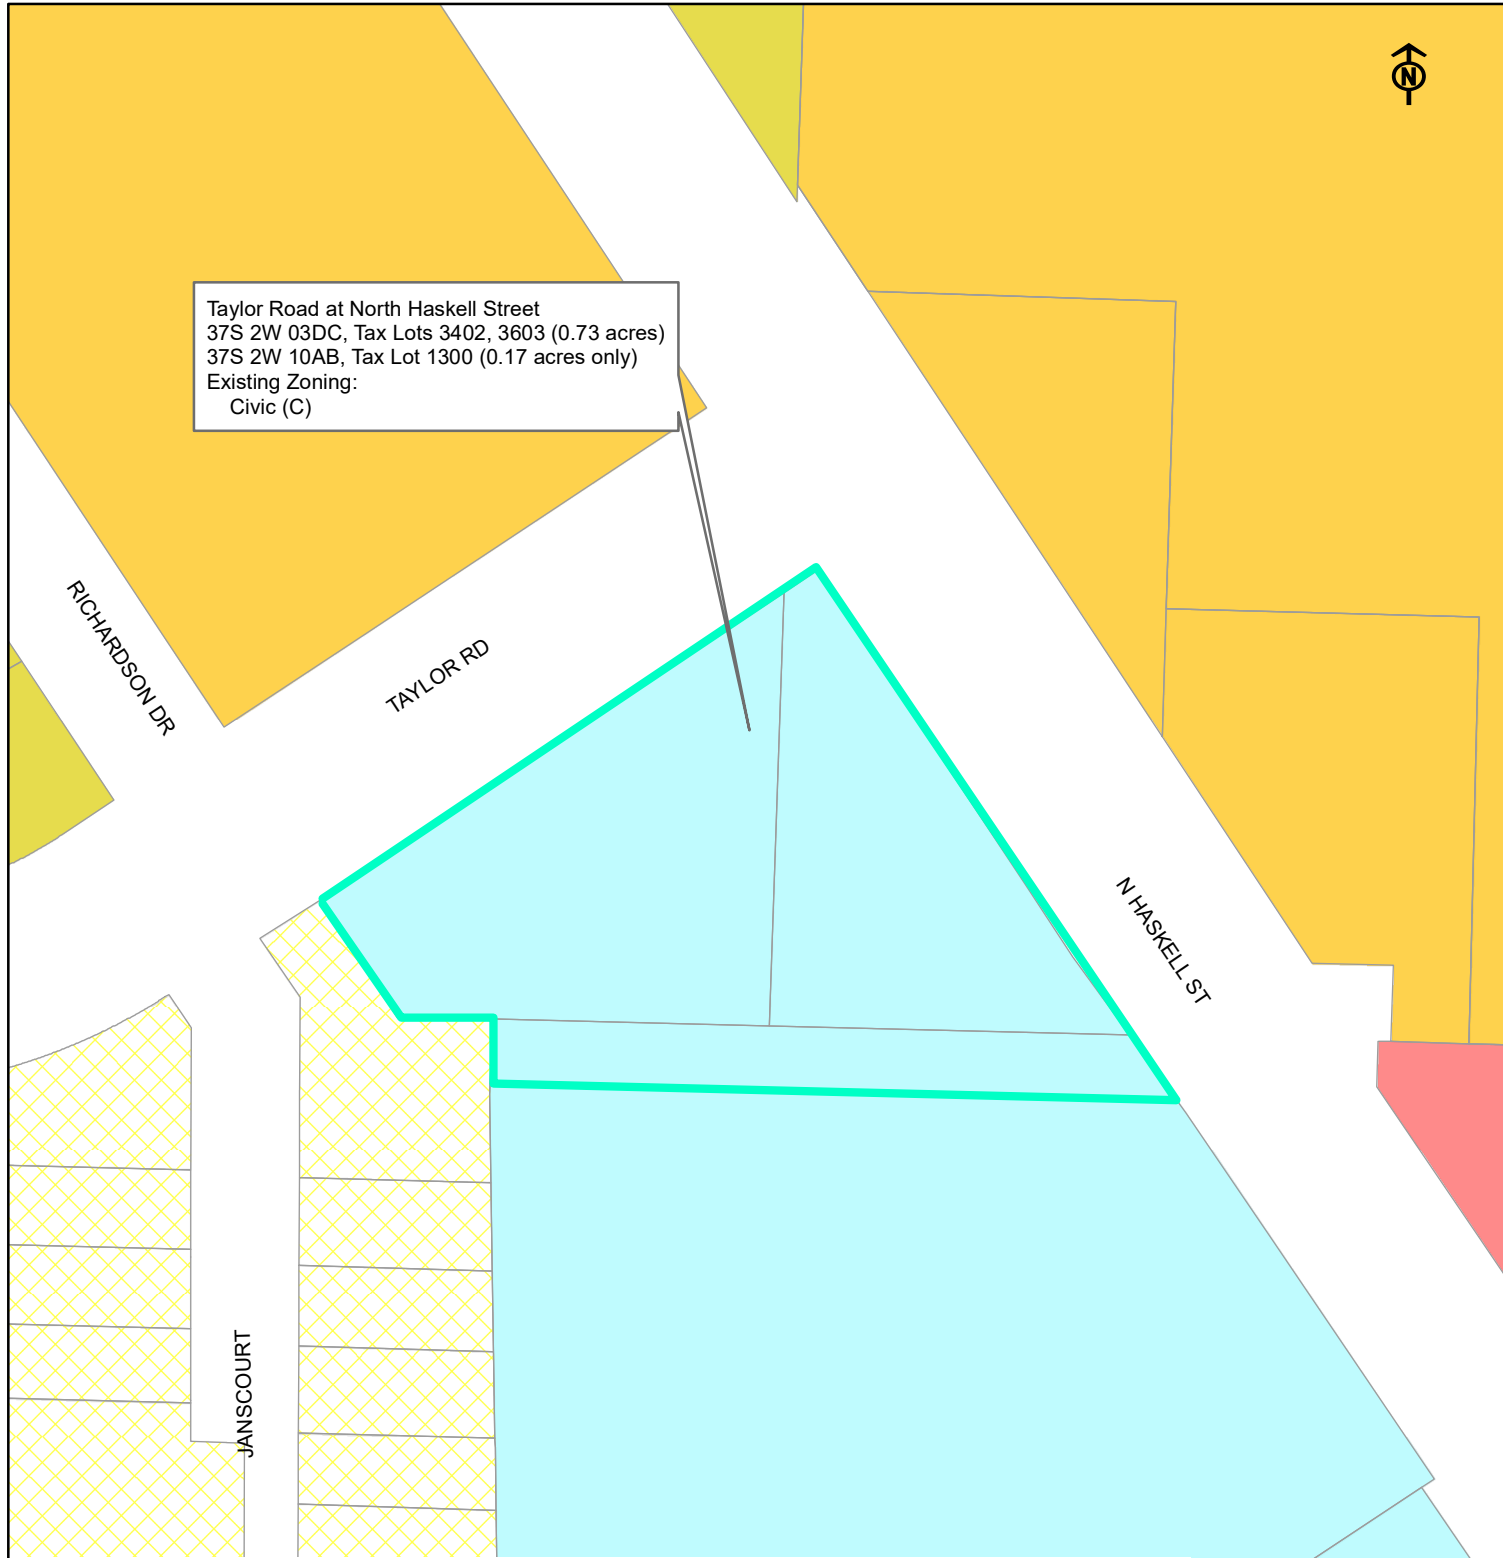 N
Taylor Road at North Haskell Street
37S 2W 03DC, Tax Lots 3402, 3603 (0.73 acres)
37S 2W 10AB, Tax Lot 1300 (0.17 acres only)
Existing Zoning:
Civic (C)
RICHARDSON DR
TAYLOR RD
N HASKELL ST
JANSCOURT